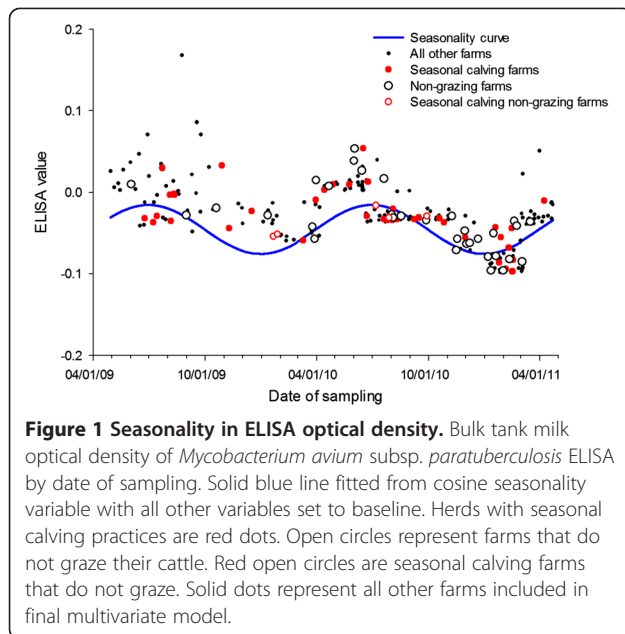 0.2
0.1
0.0
-0.1
-0.2
ELISA value
Seasonality curve
All other farms
Seasonal calving farms
Non-grazing farms
Seasonal calving non-grazing farms
04/01/09
10/01/09
04/01/10
10/01/10
04/01/11
Date of sampling
Figure 1 Seasonality in ELISA optical density. Bulk tank milk
optical density of Mycobacterium avium subsp. paratuberculosis ELISA
by date of sampling. Solid blue line fitted from cosine seasonality
variable with all other variables set to baseline. Herds with seasonal
calving practices are red dots. Open circles represent farms that do
not graze their cattle. Red open circles are seasonal calving farms
that do not graze. Solid dots represent all other farms included in
final multivariate model.